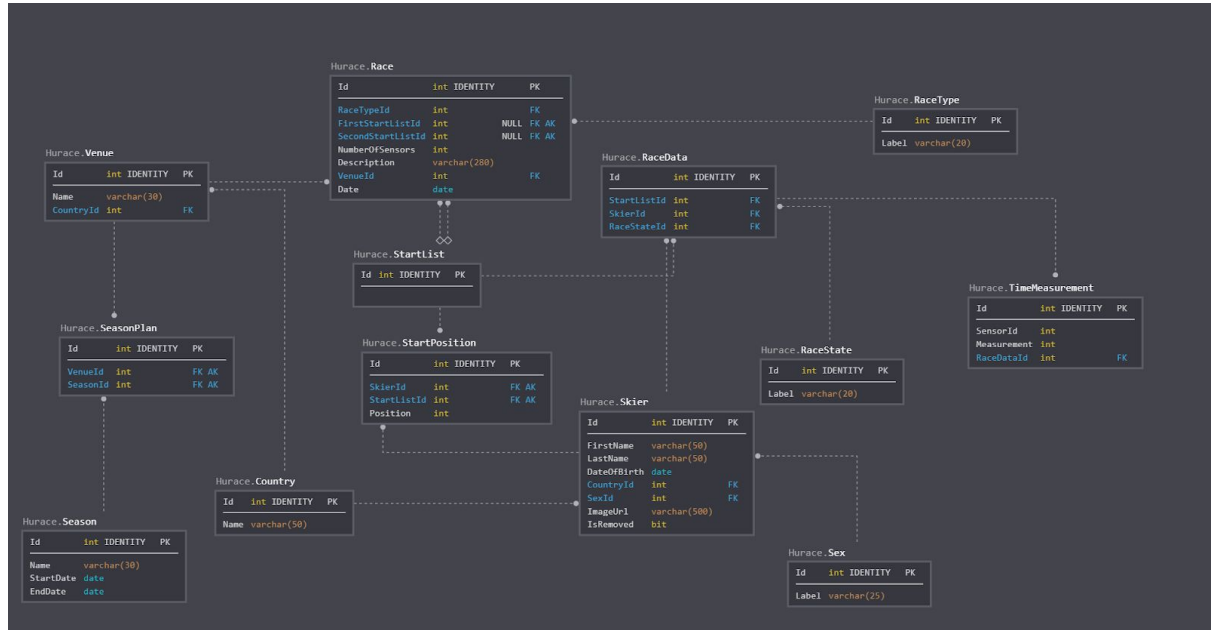 Hurace.Race
Id int IDENTITY PK
RaceTypeId int FK
FirstStartListId int NULL FK AK
SecondStartListId int NULL FK AK
NumberOfSensors int
Description varchar(280)
VenueId int FK
Date date
Hurace.RaceType
Id int IDENTITY PK
Label varchar(20)
Hurace.Venue
Id int IDENTITY PK
Name varchar(30)
CountryId int FK
Hurace.RaceData
Id int IDENTITY PK
StartListId int FK
SkierId int FK
RaceStateId int FK
Hurace.StartList
Id int IDENTITY PK
Hurace.TimeMeasurement
Id int IDENTITY PK
SensorId int
Measurement int
RaceDataId int FK
Hurace.SeasonPlan
Id int IDENTITY PK
VenueId int FK AK
SeasonId int FK AK
Hurace.StartPosition
Id int IDENTITY PK
SkierId int FK AK
StartListId int FK AK
Position int
Hurace.RaceState
Id int IDENTITY PK
Label varchar(20)
Hurace.Skier
Id int IDENTITY PK
FirstName varchar(50)
LastName varchar(50)
DateOfBirth date
CountryId int FK
SexId int FK
ImageUrl varchar(500)
IsRemoved bit
Hurace.Country
Id int IDENTITY PK
Name varchar(50)
Hurace.Season
Id int IDENTITY PK
Name varchar(30)
StartDate date
EndDate date
Hurace.Sex
Id int IDENTITY PK
Label varchar(25)